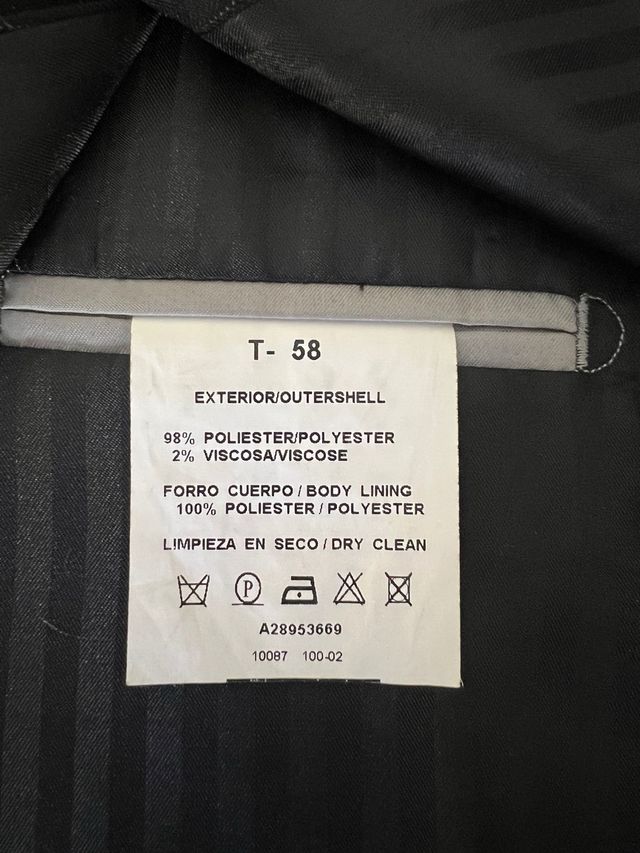 T- 58
EXTERIOR/OUTERSHELL
98% POLIESTER/POLYESTER
2% VISCOSA/VISCOSE
FORRO CUERPO / BODY LINING
100% POLIESTER / POLYESTER
LIMPIEZA EN SECO / DRY CLEAN
P
A28953669
10087 100-02